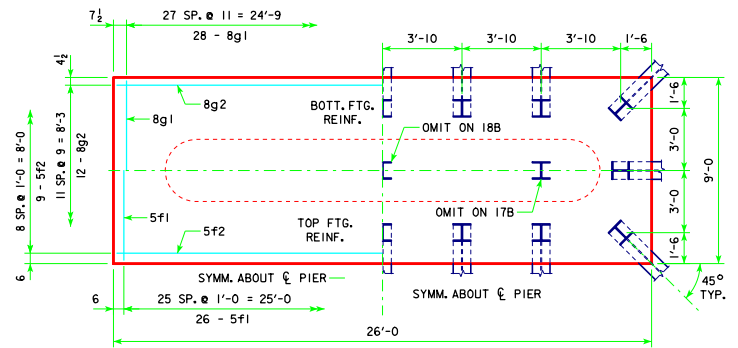 7½ 27 SP. @ 11 = 24'-9
28 - 8g1
3'-10 3'-10 3'-10 1'-6
4½
8g2
BOTT. FTG.
REINF.
8g1
OMIT ON 18B
1'-6
3'-0
9'-0
8 SP. @ 1'-0 = 8'-0
9 - 5f2
11 SP. @ 9 = 8'-3
12 - 8g2
5f1
TOP FTG.
REINF.
OMIT ON 17B
3'-0
5f2
1'-6
6
SYMM. ABOUT ℄ PIER
SYMM. ABOUT ℄ PIER
45°
TYP.
6 25 SP. @ 1'-0 = 25'-0
26 - 5f1
26'-0